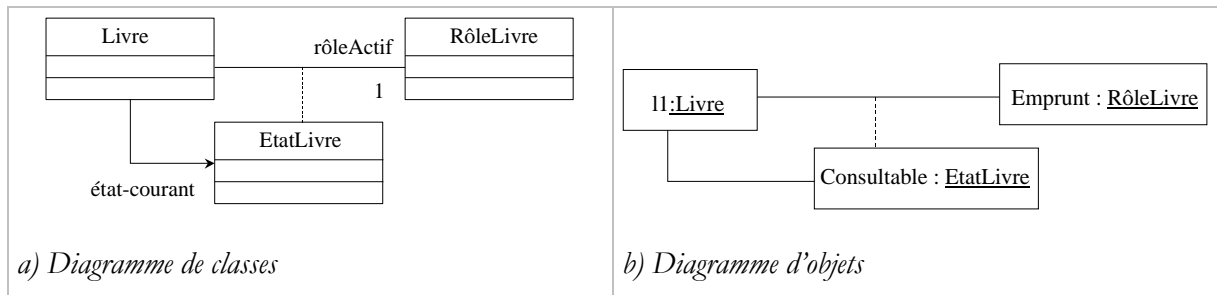 Livre
RôleLivre
rôleActif
1
EtatLivre
état-courant
a) Diagramme de classes
l1:Livre
Emprunt : RôleLivre
Consultable : EtatLivre
b) Diagramme d'objets